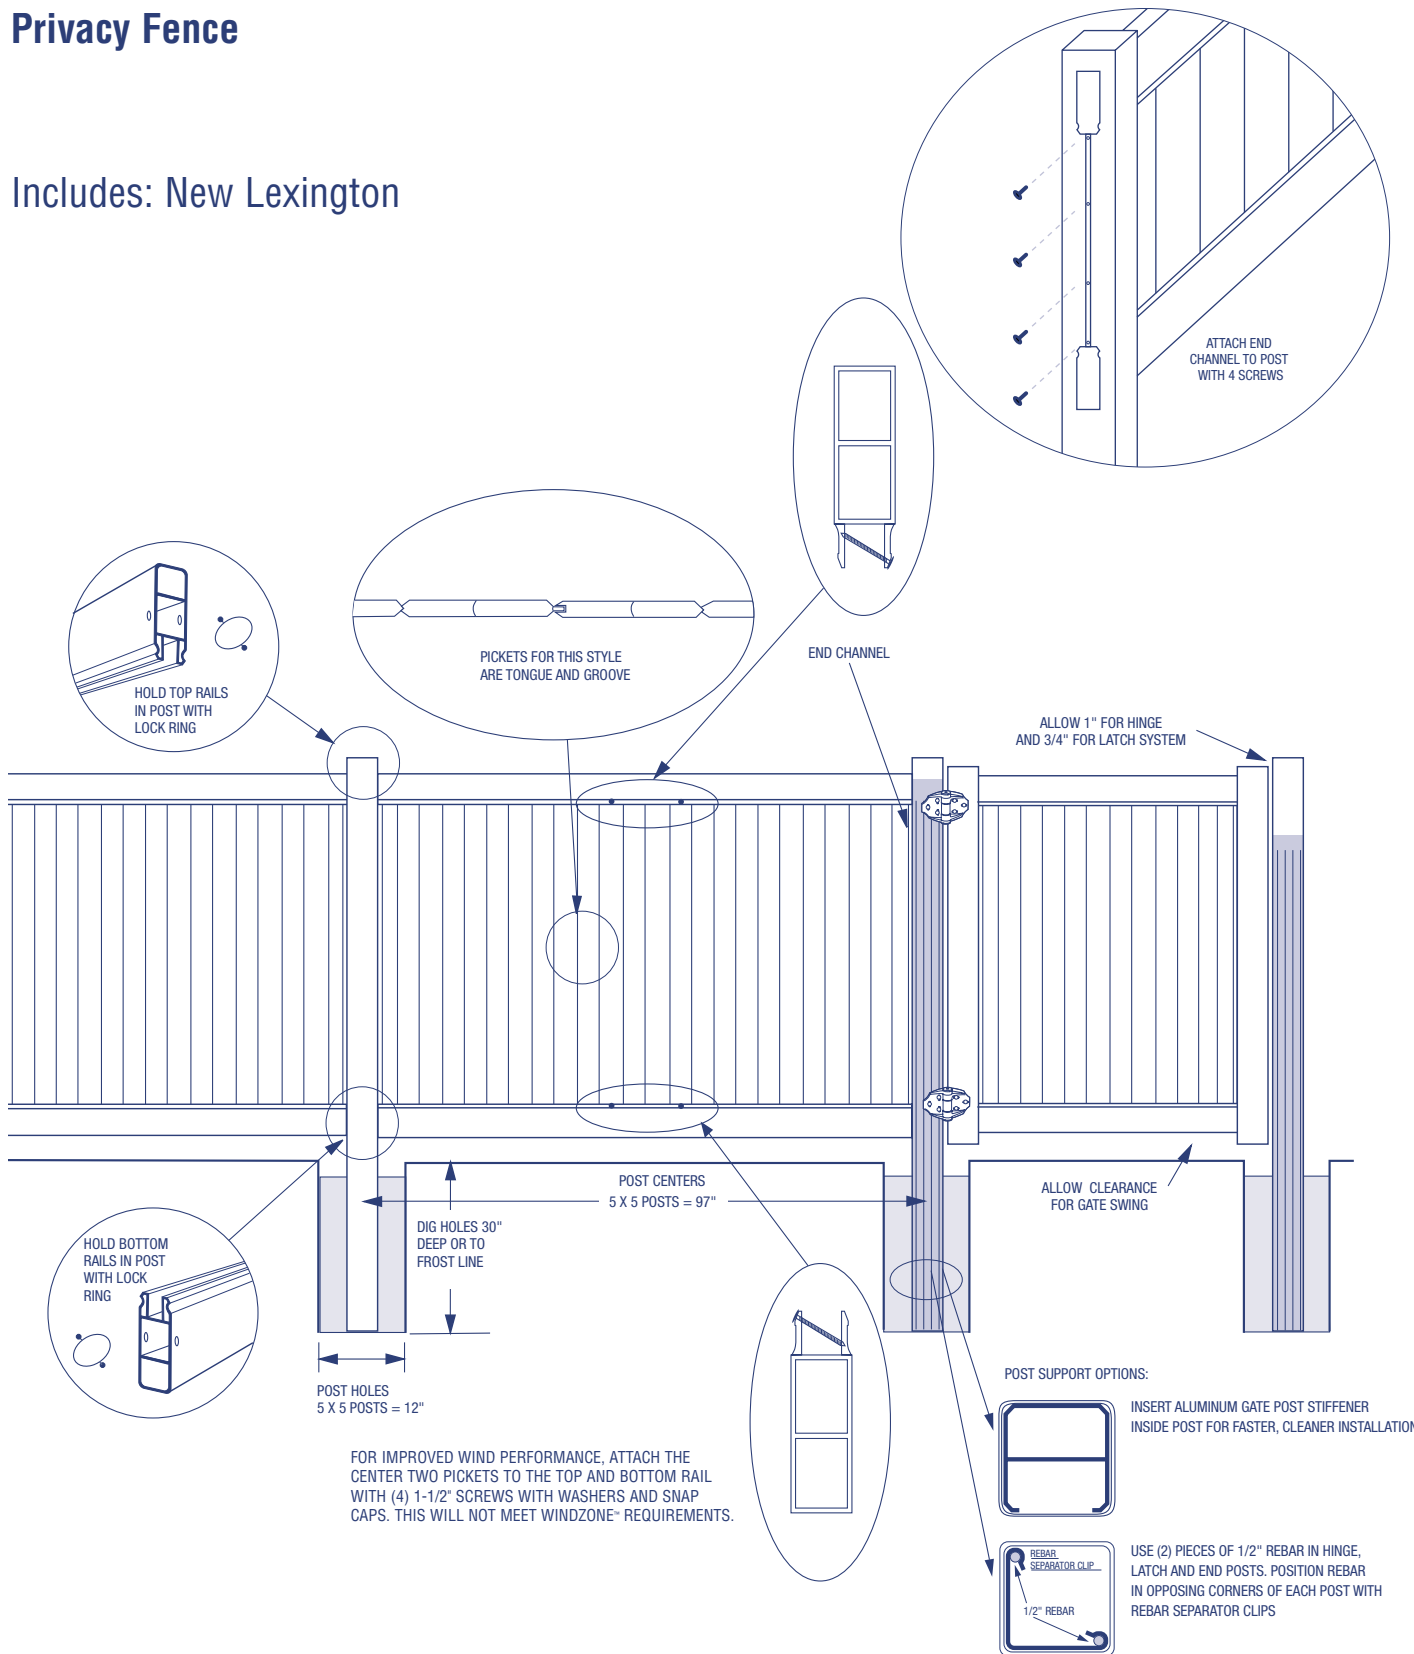 Privacy Fence
Includes: New Lexington
ATTACH END
CHANNEL TO POST
WITH 4 SCREWS
PICKETS FOR THIS STYLE
ARE TONGUE AND GROOVE
END CHANNEL
HOLD TOP RAILS
IN POST WITH
LOCK RING
ALLOW 1" FOR HINGE
AND 3/4" FOR LATCH SYSTEM
POST CENTERS
5 X 5 POSTS = 97"
ALLOW CLEARANCE
FOR GATE SWING
DIG HOLES 30"
DEEP OR TO
FROST LINE
HOLD BOTTOM
RAILS IN POST
WITH LOCK
RING
POST HOLES
5 X 5 POSTS = 12"
FOR IMPROVED WIND PERFORMANCE, ATTACH THE
CENTER TWO PICKETS TO THE TOP AND BOTTOM RAIL
WITH (4) 1-1/2" SCREWS WITH WASHERS AND SNAP
CAPS. THIS WILL NOT MEET WINDZONE™ REQUIREMENTS.
POST SUPPORT OPTIONS:
INSERT ALUMINUM GATE POST STIFFENER
INSIDE POST FOR FASTER, CLEANER INSTALLATION
REBAR
SEPARATOR CLIP
1/2" REBAR
USE (2) PIECES OF 1/2" REBAR IN HINGE,
LATCH AND END POSTS. POSITION REBAR
IN OPPOSING CORNERS OF EACH POST WITH
REBAR SEPARATOR CLIPS